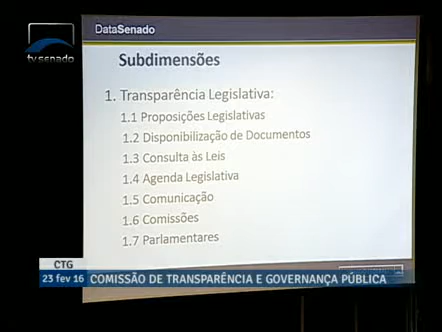 DataSenado
tv senado
Subdimensões
1. Transparência Legislativa:
1.1 Proposições Legislativas
1.2 Disponibilização de Documentos
1.3 Consulta às Leis
1.4 Agenda Legislativa
1.5 Comunicação
1.6 Comissões
1.7 Parlamentares
CTG
23 fev 16 COMISSÃO DE TRANSPARÊNCIA E GOVERNANÇA PÚBLICA